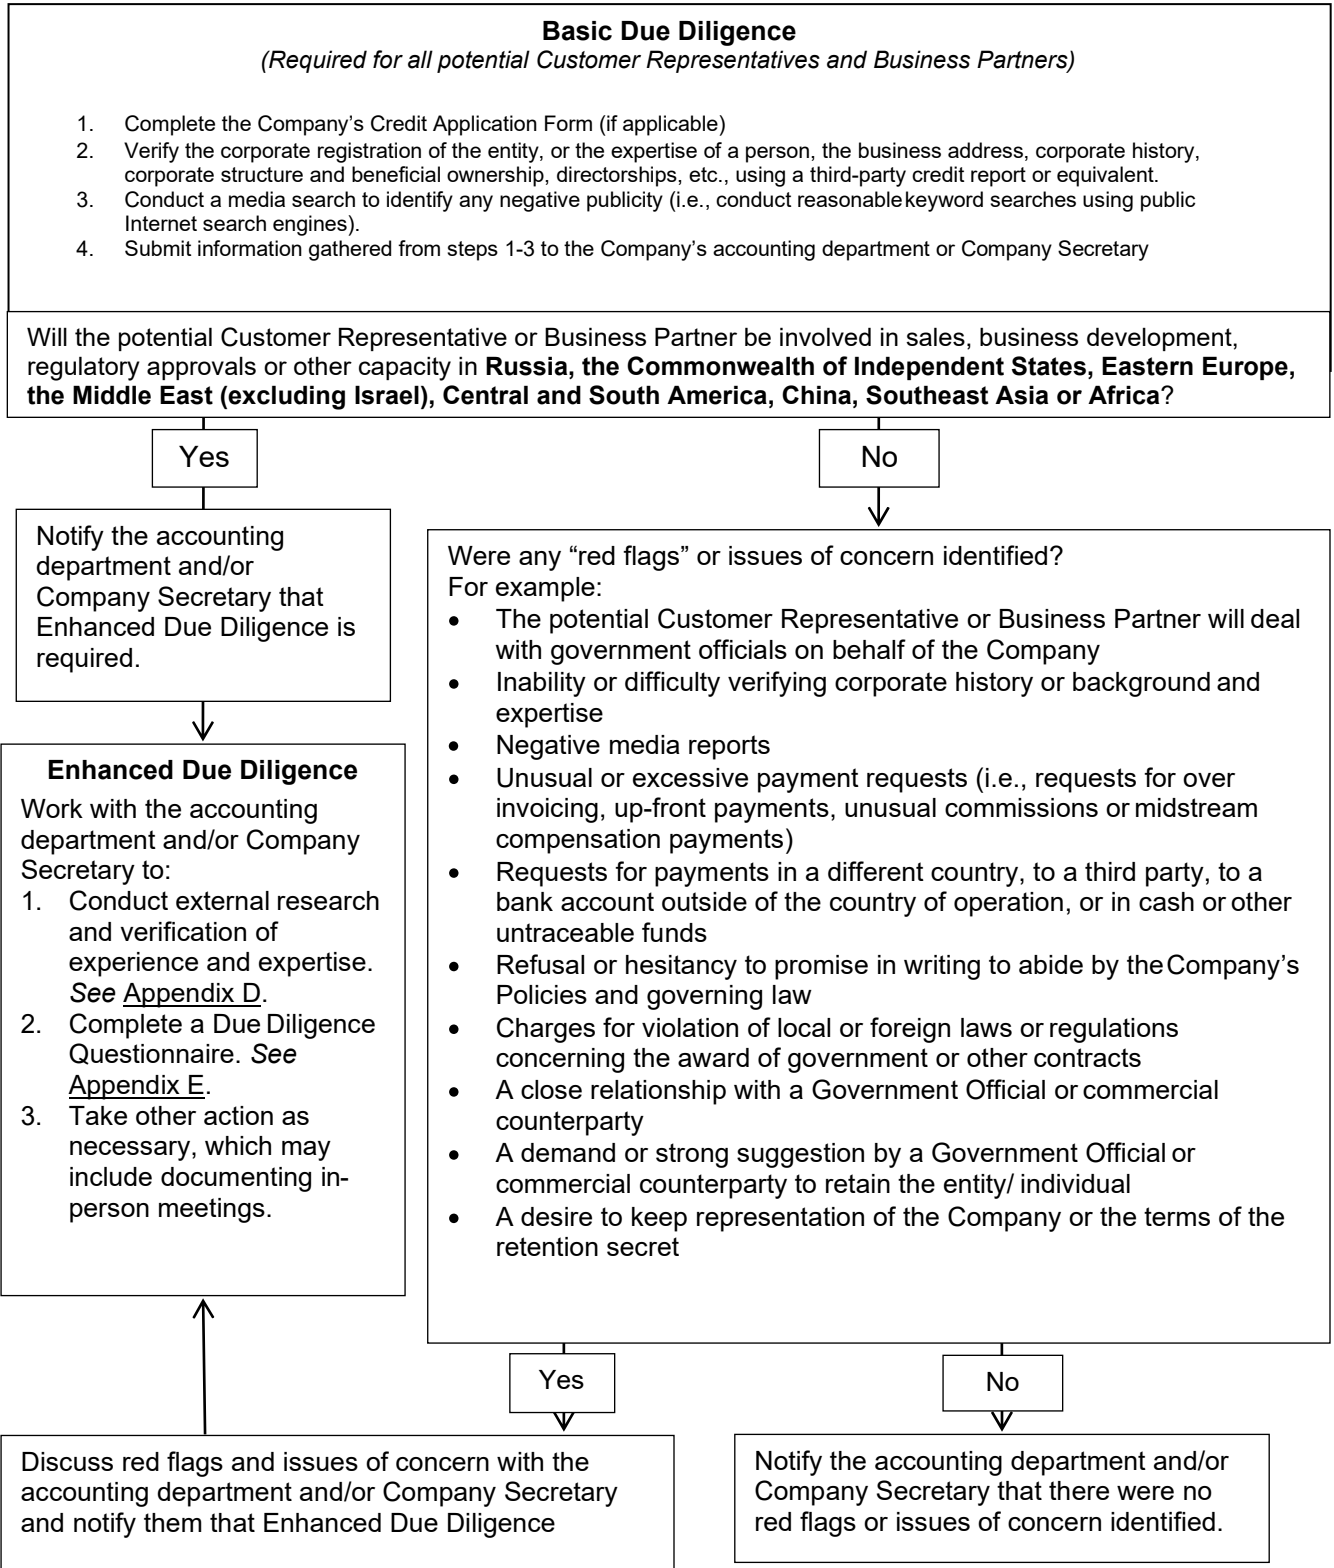 Basic Due Diligence
(Required for all potential Customer Representatives and Business Partners)
1. Complete the Company’s Credit Application Form (if applicable)
2. Verify the corporate registration of the entity, or the expertise of a person, the business address, corporate history,
corporate structure and beneficial ownership, directorships, etc., using a third-party credit report or equivalent.
3. Conduct a media search to identify any negative publicity (i.e., conduct reasonable keyword searches using public
Internet search engines).
4. Submit information gathered from steps 1-3 to the Company’s accounting department or Company Secretary
Will the potential Customer Representative or Business Partner be involved in sales, business development,
regulatory approvals or other capacity in Russia, the Commonwealth of Independent States, Eastern Europe,
the Middle East (excluding Israel), Central and South America, China, Southeast Asia or Africa?
Yes
No
Notify the accounting
department and/or
Company Secretary that
Enhanced Due Diligence is
required.
Enhanced Due Diligence
Work with the accounting
department and/or Company
Secretary to:
1. Conduct external research
and verification of
experience and expertise.
See Appendix D.
2. Complete a Due Diligence
Questionnaire. See
Appendix E.
3. Take other action as
necessary, which may
include documenting in-
person meetings.
Were any “red flags” or issues of concern identified?
For example:
• The potential Customer Representative or Business Partner will deal
with government officials on behalf of the Company
• Inability or difficulty verifying corporate history or background and
expertise
• Negative media reports
• Unusual or excessive payment requests (i.e., requests for over
invoicing, up-front payments, unusual commissions or midstream
compensation payments)
• Requests for payments in a different country, to a third party, to a
bank account outside of the country of operation, or in cash or other
untraceable funds
• Refusal or hesitancy to promise in writing to abide by the Company’s
Policies and governing law
• Charges for violation of local or foreign laws or regulations
concerning the award of government or other contracts
• A close relationship with a Government Official or commercial
counterparty
• A demand or strong suggestion by a Government Official or
commercial counterparty to retain the entity/ individual
• A desire to keep representation of the Company or the terms of the
retention secret
Yes
No
Discuss red flags and issues of concern with the
accounting department and/or Company Secretary
and notify them that Enhanced Due Diligence
Notify the accounting department and/or
Company Secretary that there were no
red flags or issues of concern identified.